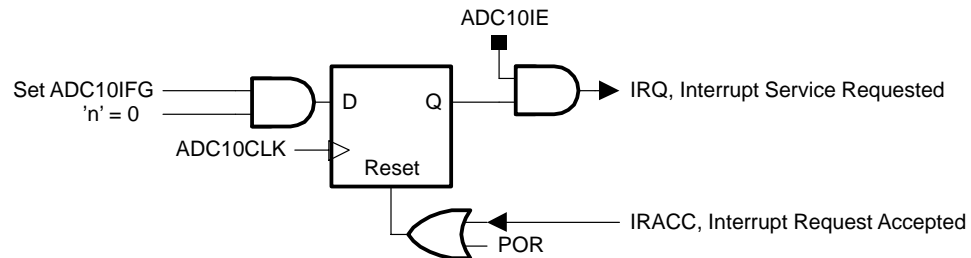 ADC10IE
Set ADC10IFG
'n' = 0
D
Q
IRQ, Interrupt Service Requested
ADC10CLK
Reset
IRACC, Interrupt Request Accepted
POR